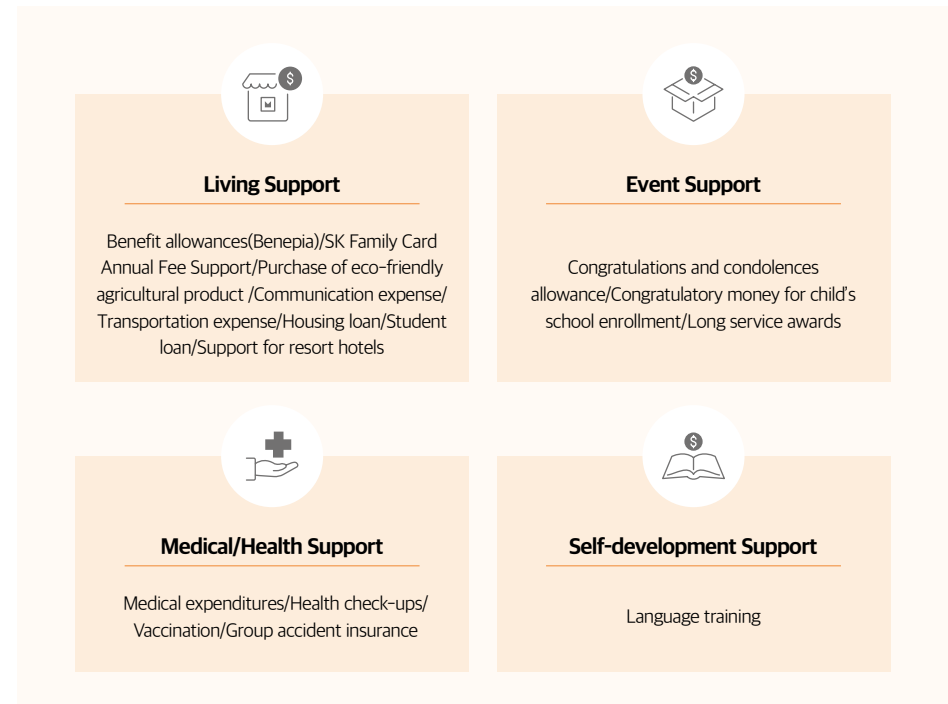 Living Support
Benefit allowances(Benepia)/SK Family Card
Annual Fee Support/Purchase of eco-friendly
agricultural product /Communication expense/
Transportation expense/Housing loan/Student
loan/Support for resort hotels
Event Support
Congratulations and condolences
allowance/Congratulatory money for child's
school enrollment/Long service awards
Medical/Health Support
Medical expenditures/Health check-ups/
Vaccination/Group accident insurance
Self-development Support
Language training